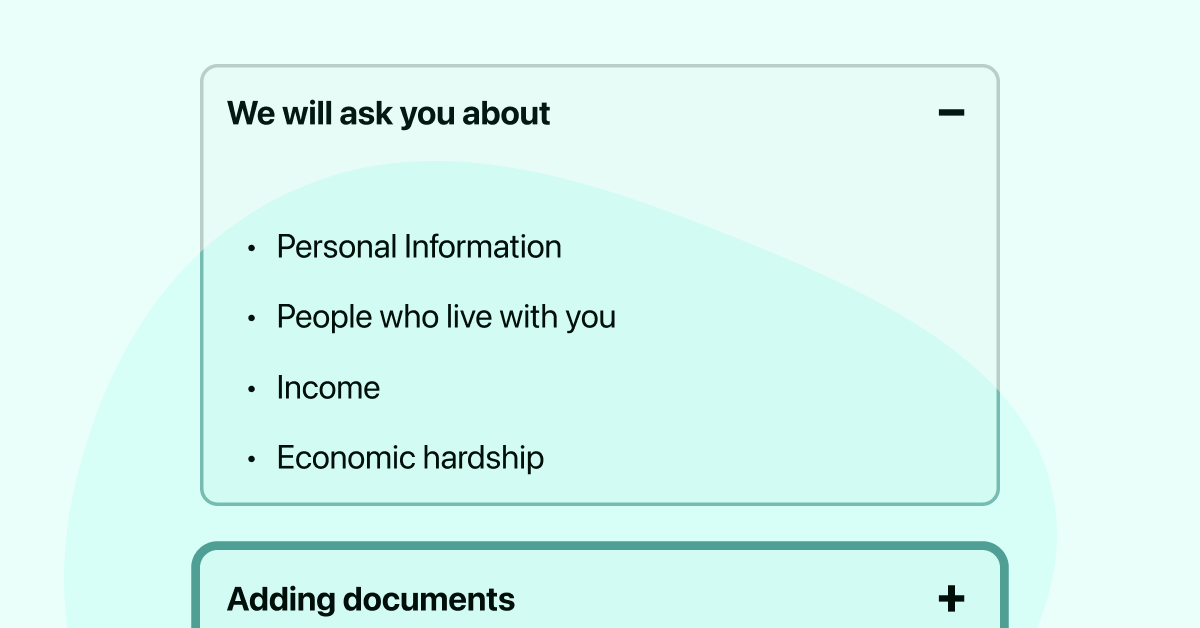 We will ask you about
• Personal Information
• People who live with you
• Income
• Economic hardship
Adding documents